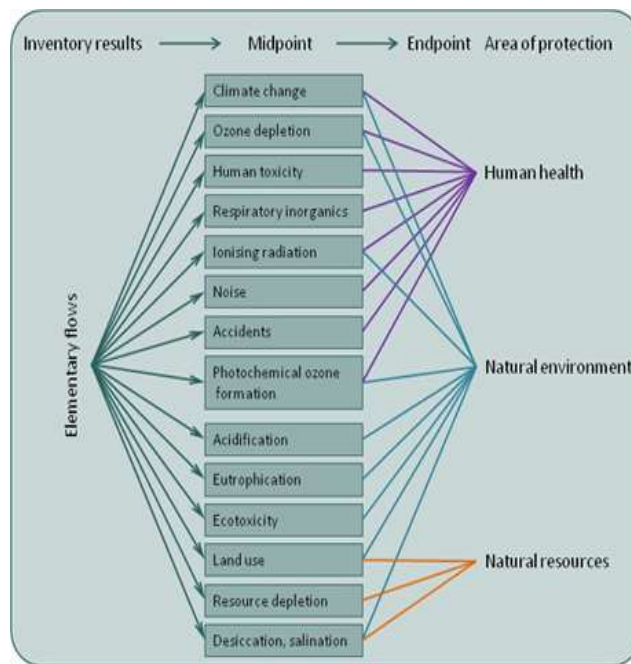 Inventory results Midpoint Endpoint Area of protection
Climate change
Ozone depletion
Human toxicity
Respiratory inorganics
Ionising radiation
Noise
Accidents
Photochemical ozone
formation
Acidification
Eutrophication
Ecotoxicity
Land use
Resource depletion
Desiccation, salination
Elementary flows
Human health
Natural environment
Natural resources